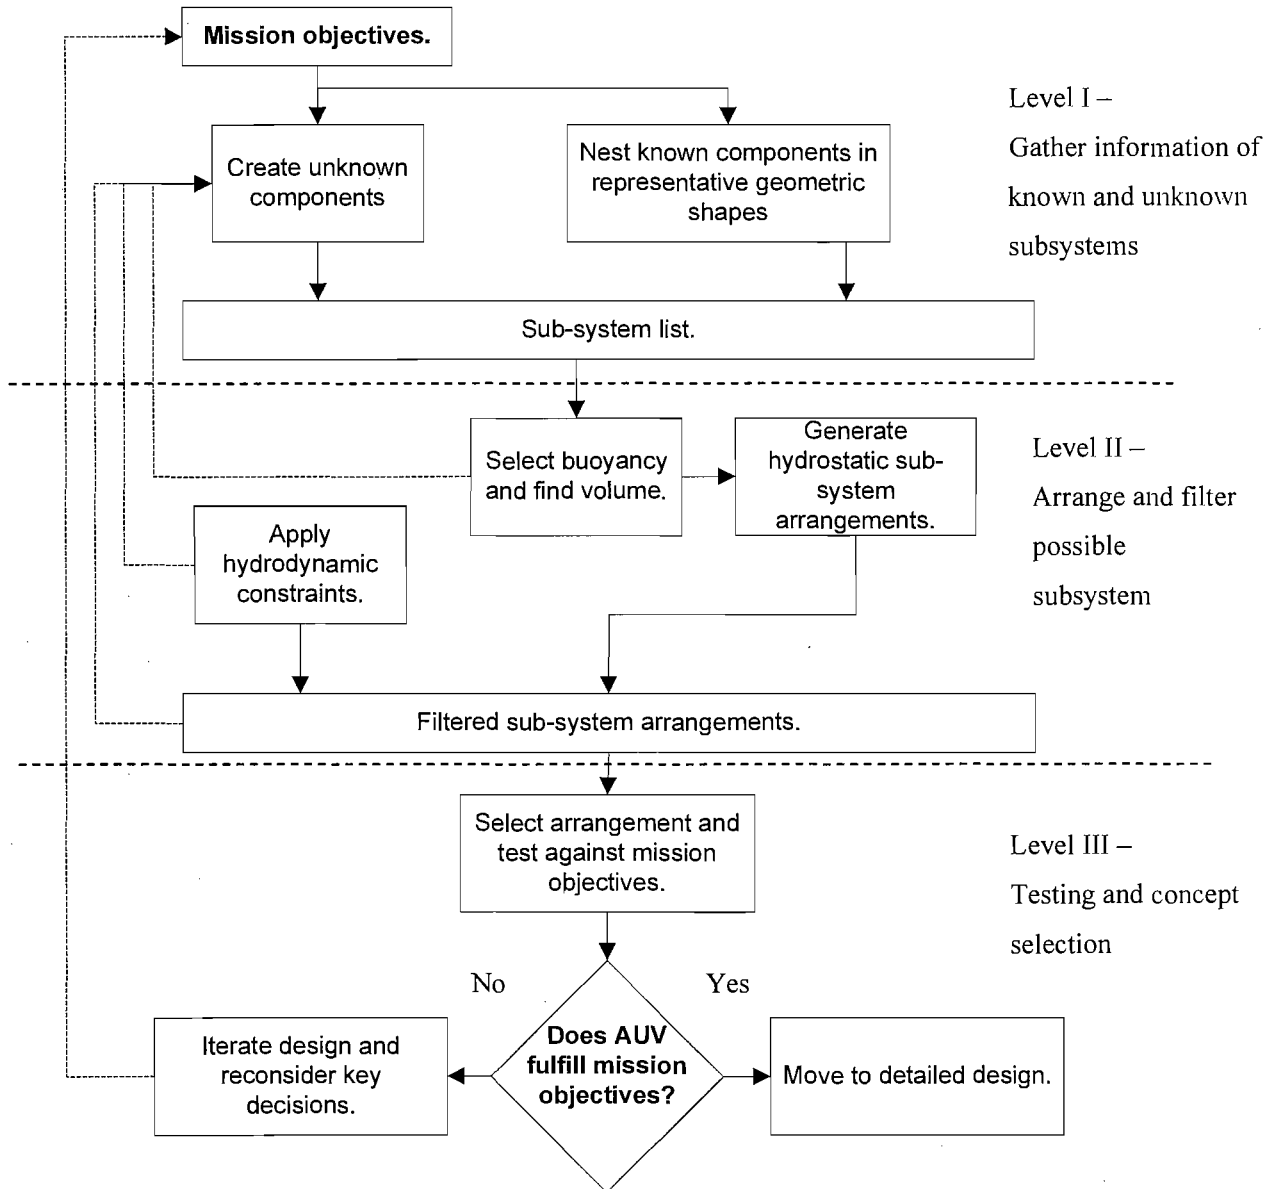 Mission objectives.
Level I –
Gather information of
known and unknown
subsystems
Create unknown
components
Nest known components in
representative geometric
shapes
Sub-system list.
Select buoyancy
and find volume.
Generate
hydrostatic sub-
system
arrangements.
Level II –
Arrange and filter
possible
subsystem
Apply
hydrodynamic
constraints.
Filtered sub-system arrangements.
Select arrangement and
test against mission
objectives.
Level III –
Testing and concept
selection
No
Yes
Does AUV
fulfill mission
objectives?
Iterate design and
reconsider key
decisions.
Move to detailed design.